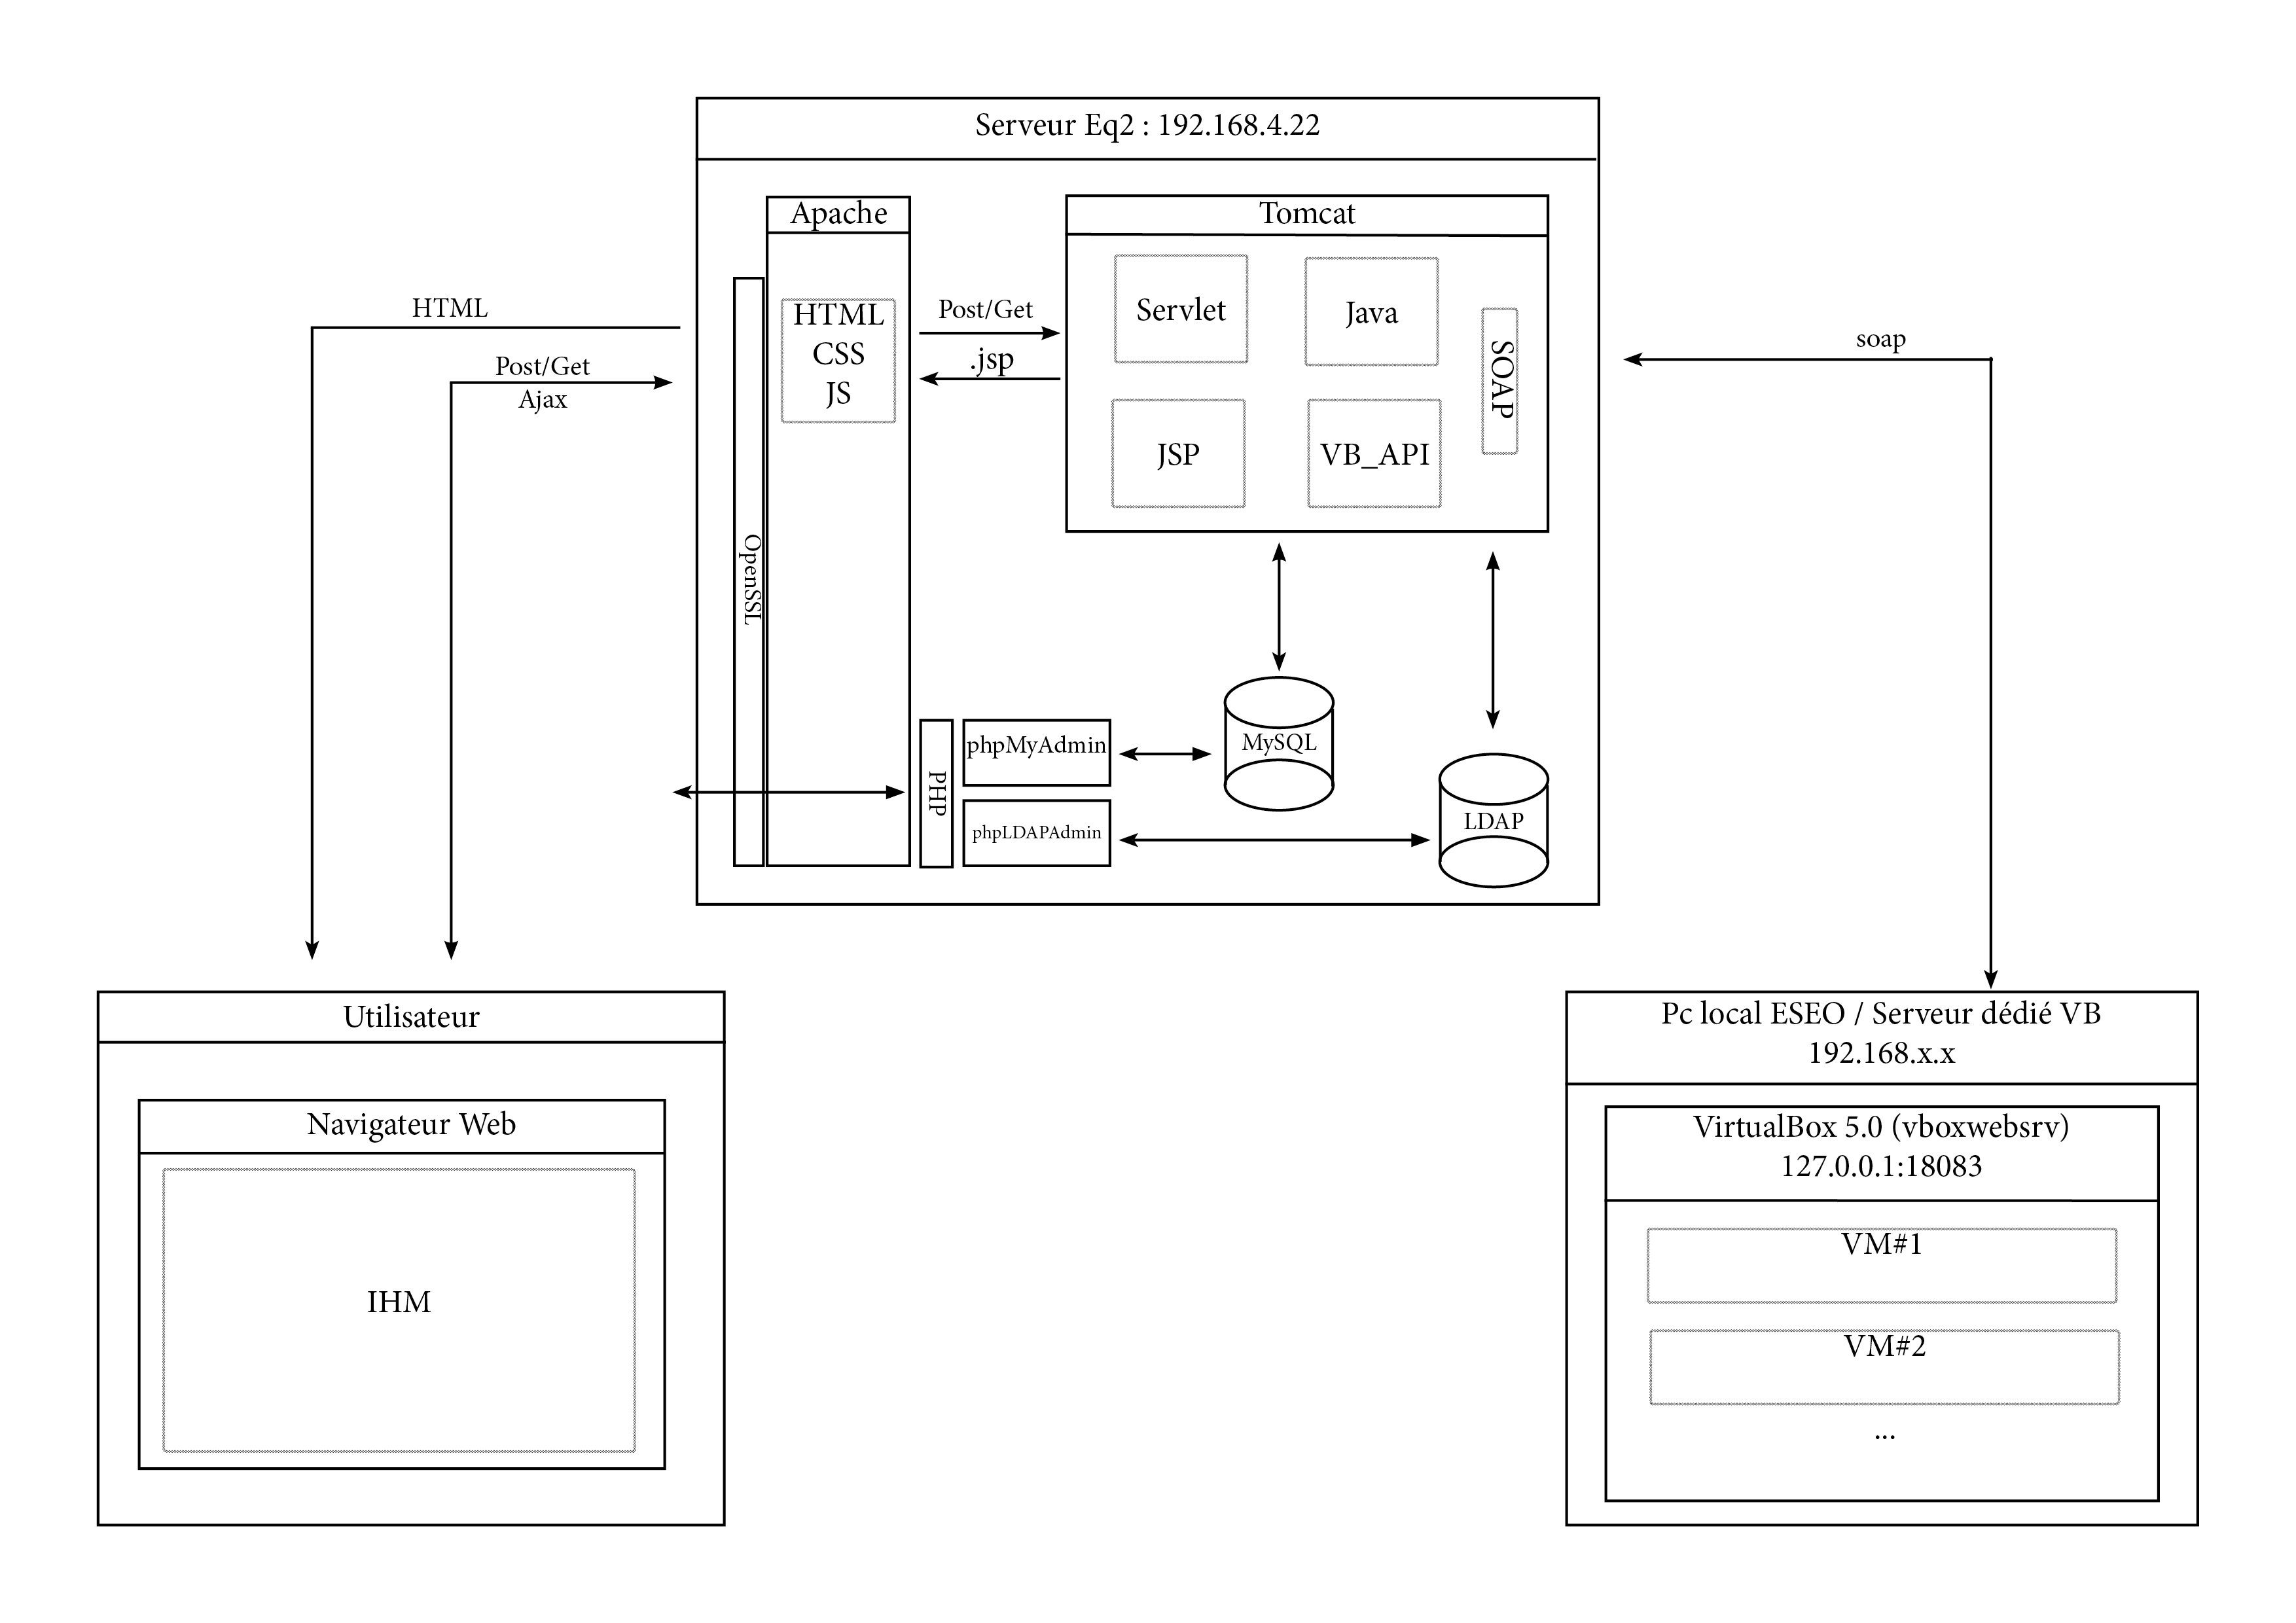 Serveur Eq2 : 192.168.4.22
Apache
Tomcat
HTML
CSS
JS
OpenSSL
Post/Get
.jsp
Servlet
Java
JSP
VB_API
SOAP
HTML
Post/Get
Ajax
soap
PHP
phpMyAdmin
phpLDAPAdmin
MySQL
LDAP
Utilisateur
Navigateur Web
IHM
Pc local ESEO / Serveur dédié VB
192.168.x.x
VirtualBox 5.0 (vboxwebsrv)
127.0.0.1:18083
VM#1
VM#2
...